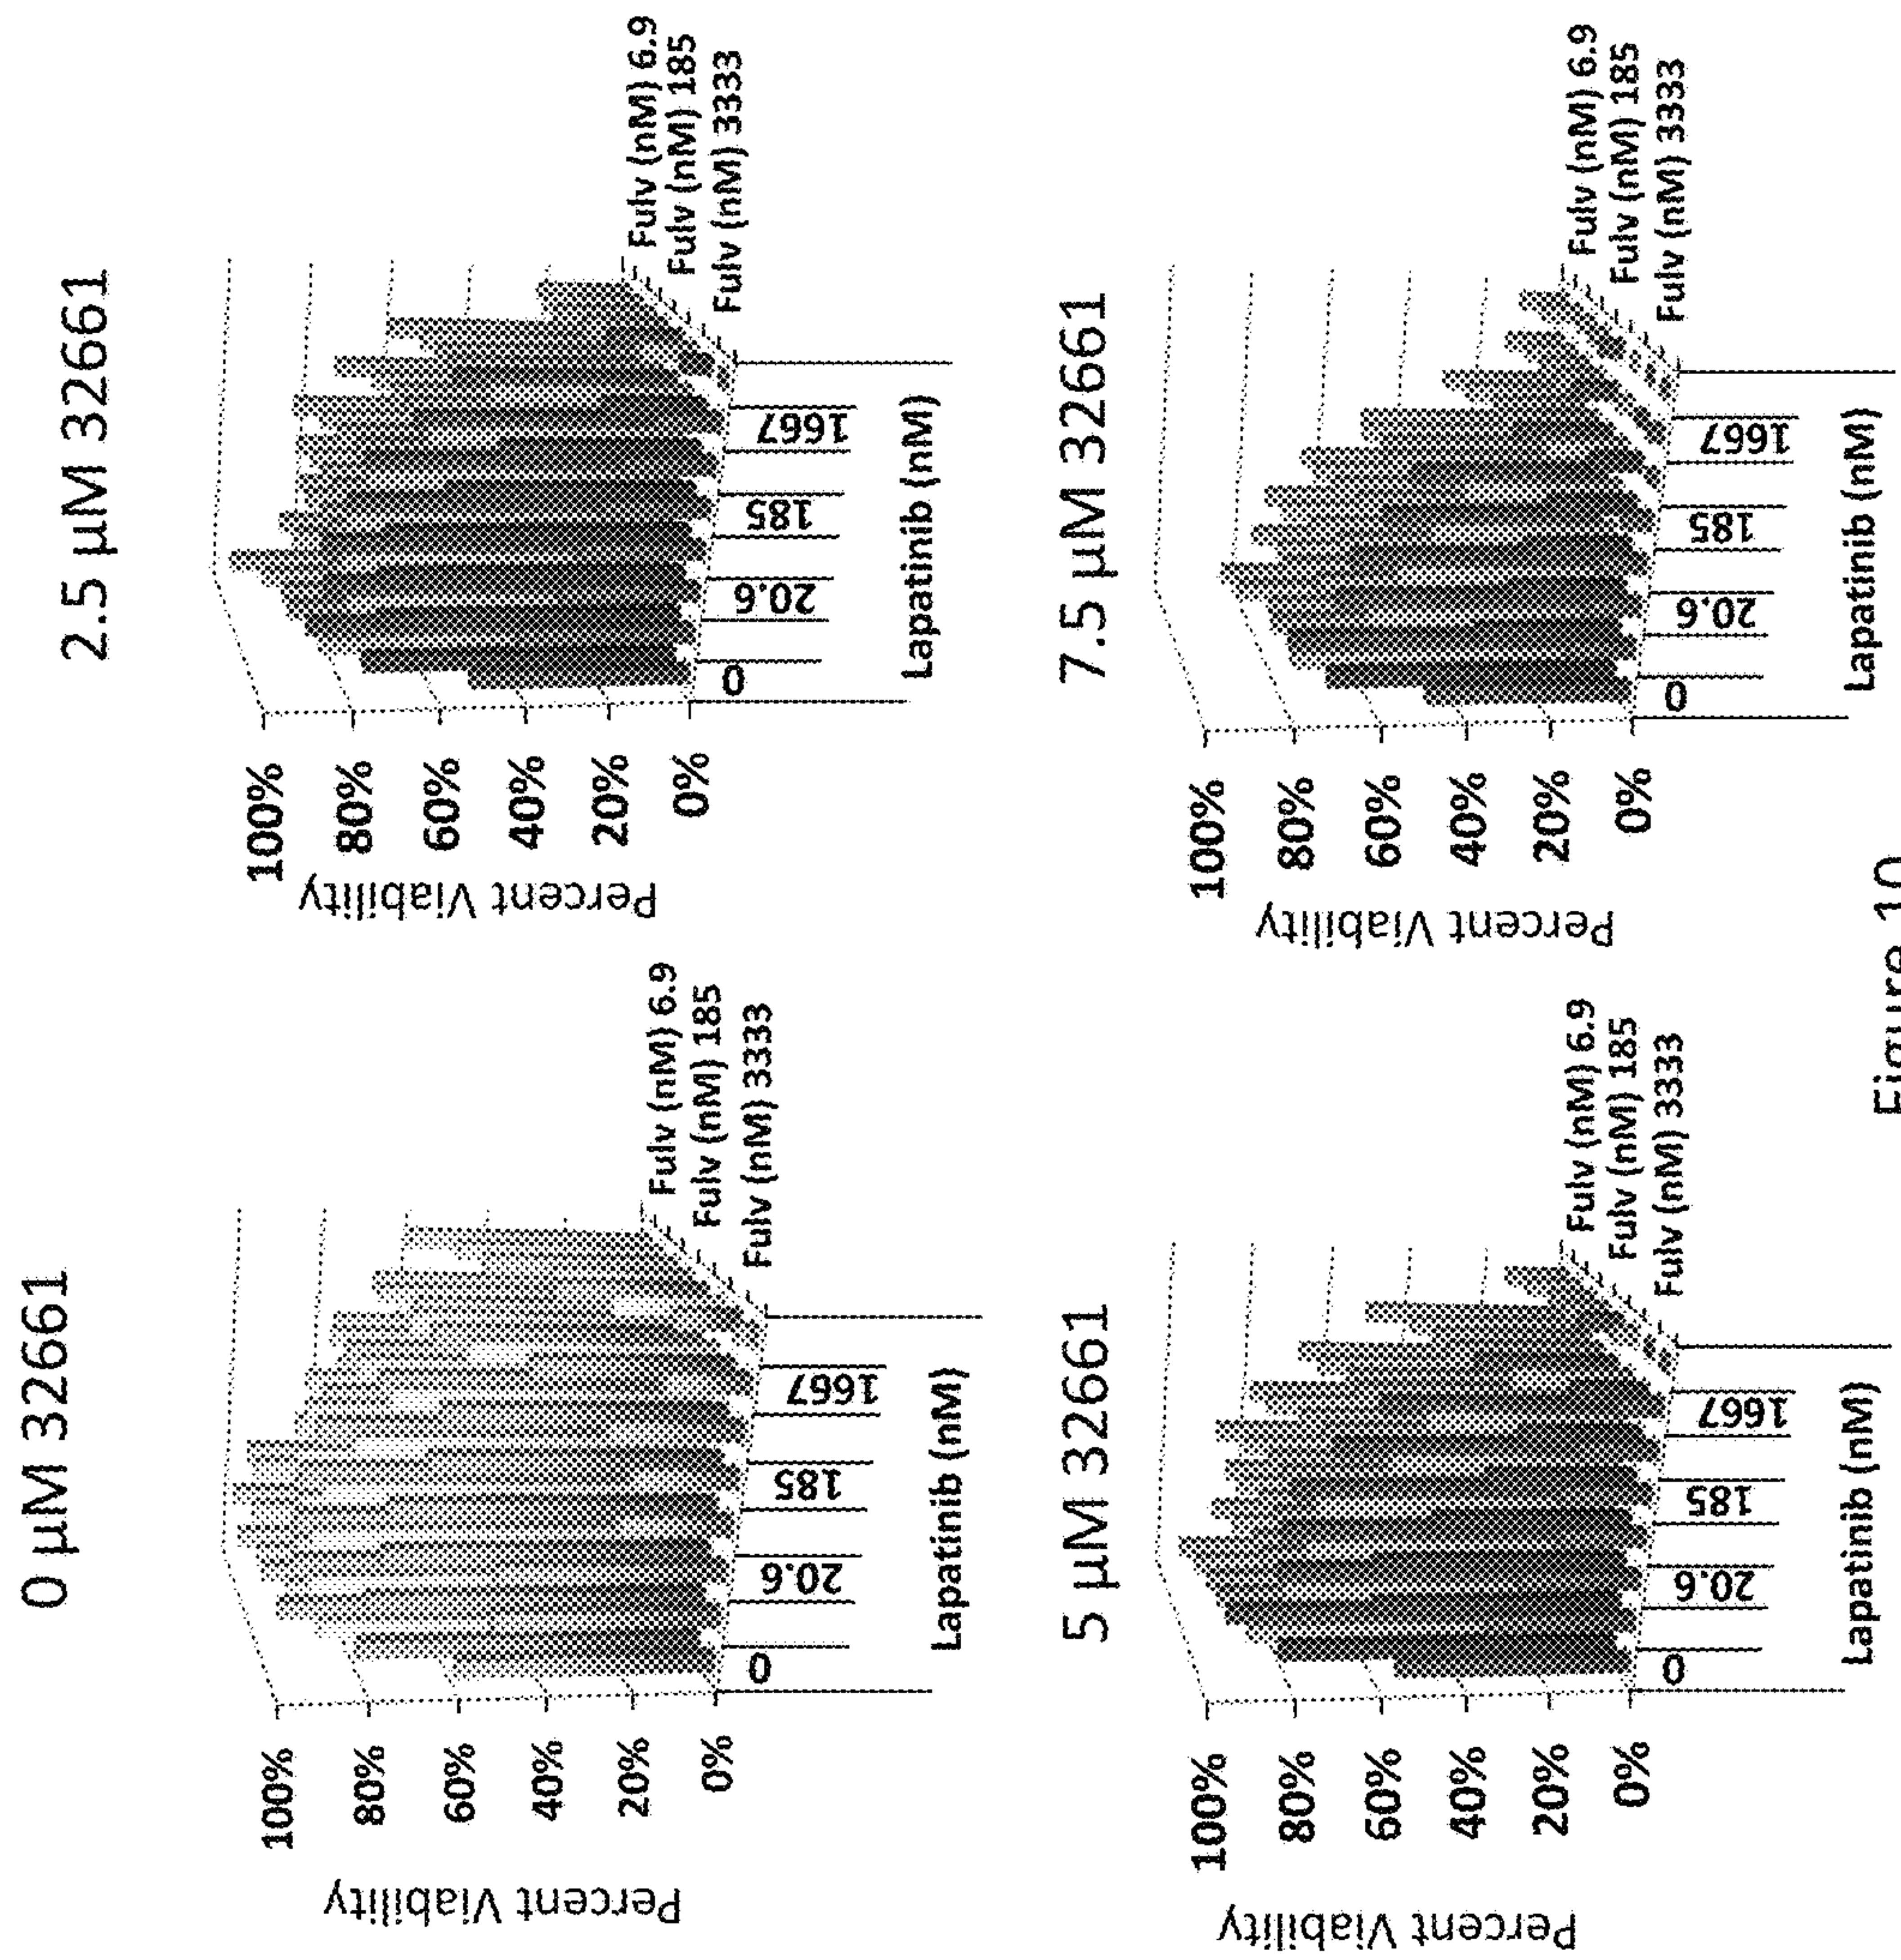 0 µM 32661
Percent Viability
100%
80%
60%
40%
20%
0%
0
20.6
185
1667
Lapatinib (nM)
Fulv (nM) 6.9
Fulv (nM) 185
Fulv (nM) 3333
2.5 µM 32661
Percent Viability
100%
80%
60%
40%
20%
0%
0
20.6
185
1667
Lapatinib (nM)
Fulv (nM) 6.9
Fulv (nM) 185
Fulv (nM) 3333
5 µM 32661
Percent Viability
100%
80%
60%
40%
20%
0%
0
20.6
185
1667
Lapatinib (nM)
Fulv (nM) 6.9
Fulv (nM) 185
Fulv (nM) 3333
7.5 µM 32661
Percent Viability
100%
80%
60%
40%
20%
0%
0
20.6
185
1667
Lapatinib (nM)
Fulv (nM) 6.9
Fulv (nM) 185
Fulv (nM) 3333
Figure 10